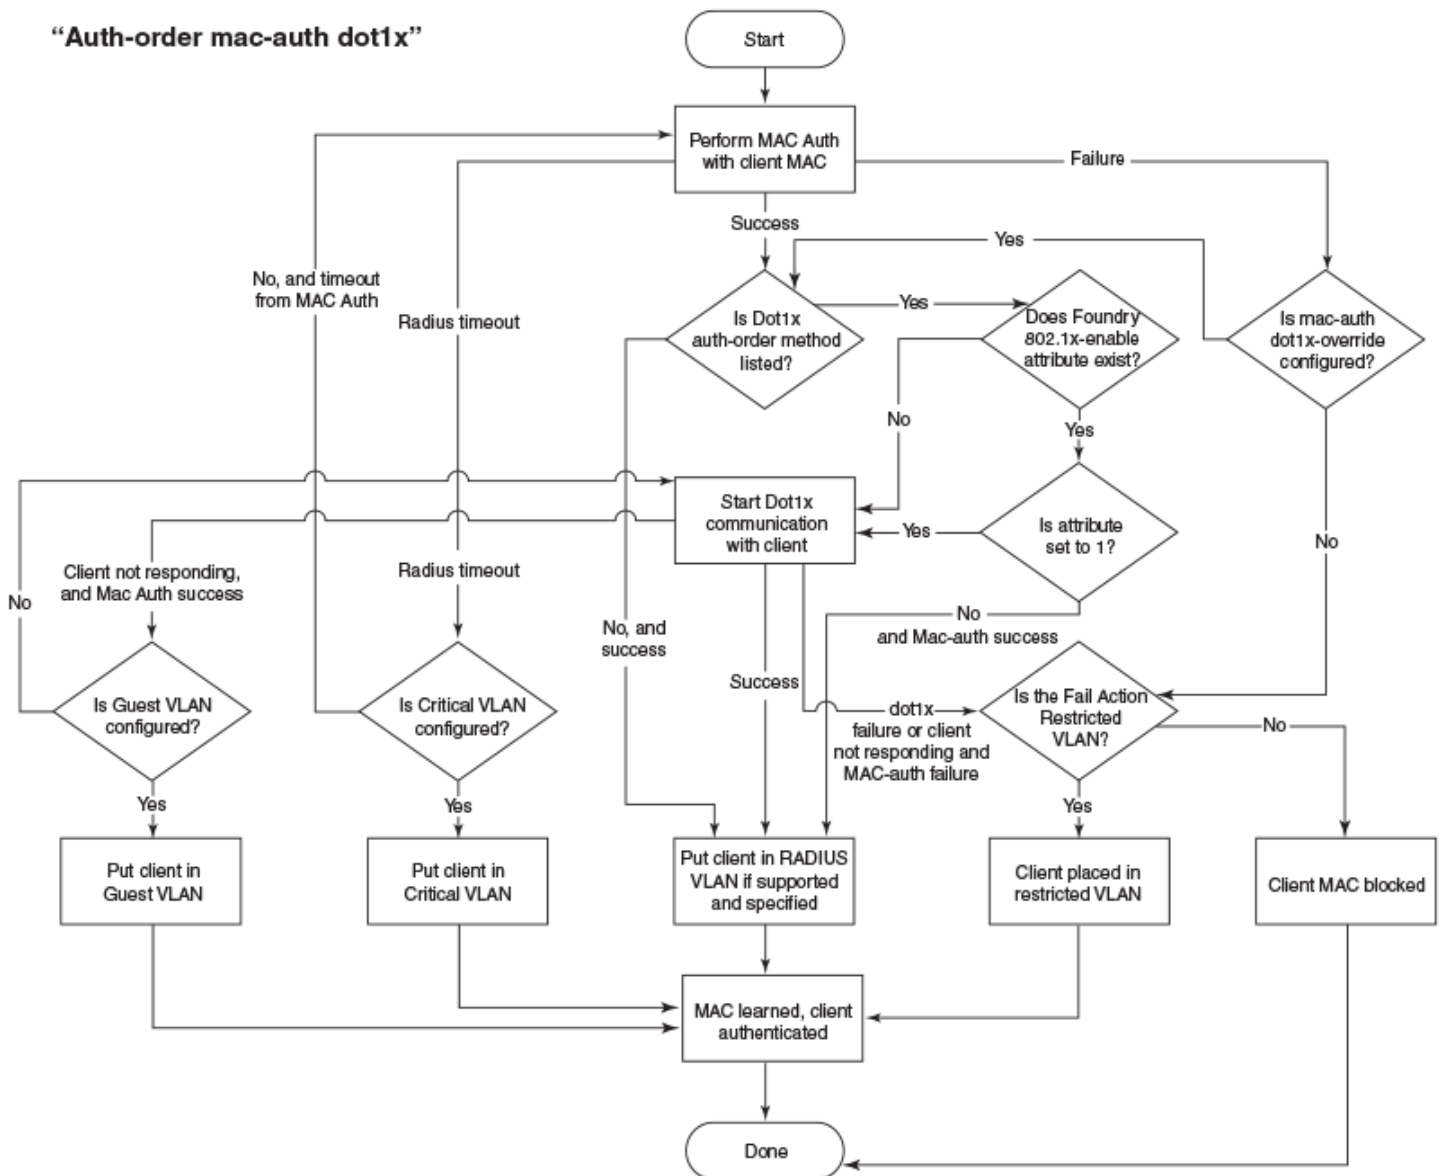 “Auth-order mac-auth dot1x”
Start
Perform MAC Auth
with client MAC
Failure
Success
Yes
No, and timeout
from MAC Auth
Radius timeout
Yes
Is Dot1x
auth-order method
listed?
Does Foundry
802.1x-enable
attribute exist?
Is mac-auth
dot1x-override
configured?
No
Yes
Start Dot1x
communication
with client
Yes
Is attribute
set to 1?
No
Client not responding,
and Mac Auth success
Radius timeout
No
No, and
success
No
and Mac-auth success
Is Guest VLAN
configured?
Is Critical VLAN
configured?
Success
dot1x
failure or client
not responding and
MAC-auth failure
Is the Fail Action
Restricted
VLAN?
No
Yes
Yes
Yes
Put client in
Guest VLAN
Put client in
Critical VLAN
Put client in RADIUS
VLAN if supported
and specified
Client placed in
restricted VLAN
Client MAC blocked
MAC learned, client
authenticated
Done